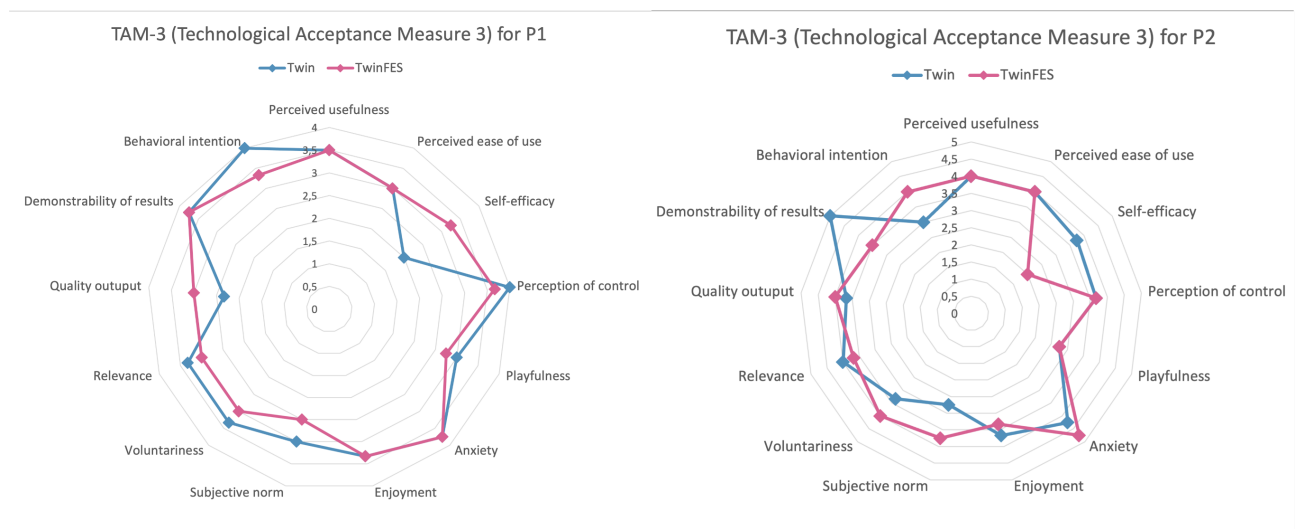 TAM-3 (Technological Acceptance Measure 3) for P1
Twin TwinFES
Perceived usefulness
Behavioral intention
Perceived ease of use
Demonstrability of results
Self-efficacy
Quality outuput
Perception of control
Relevance
Playfulness
Voluntariness
Anxiety
Subjective norm
Enjoyment
4
3,5
3
2,5
2
1,5
1
0,5
0
TAM-3 (Technological Acceptance Measure 3) for P2
Twin TwinFES
Perceived usefulness
Behavioral intention
Perceived ease of use
Demonstrability of results
Self-efficacy
Quality outuput
Perception of control
Relevance
Playfulness
Voluntariness
Anxiety
Subjective norm
Enjoyment
5
4,5
4
3,5
3
2,5
2
1,5
1
0,5
0